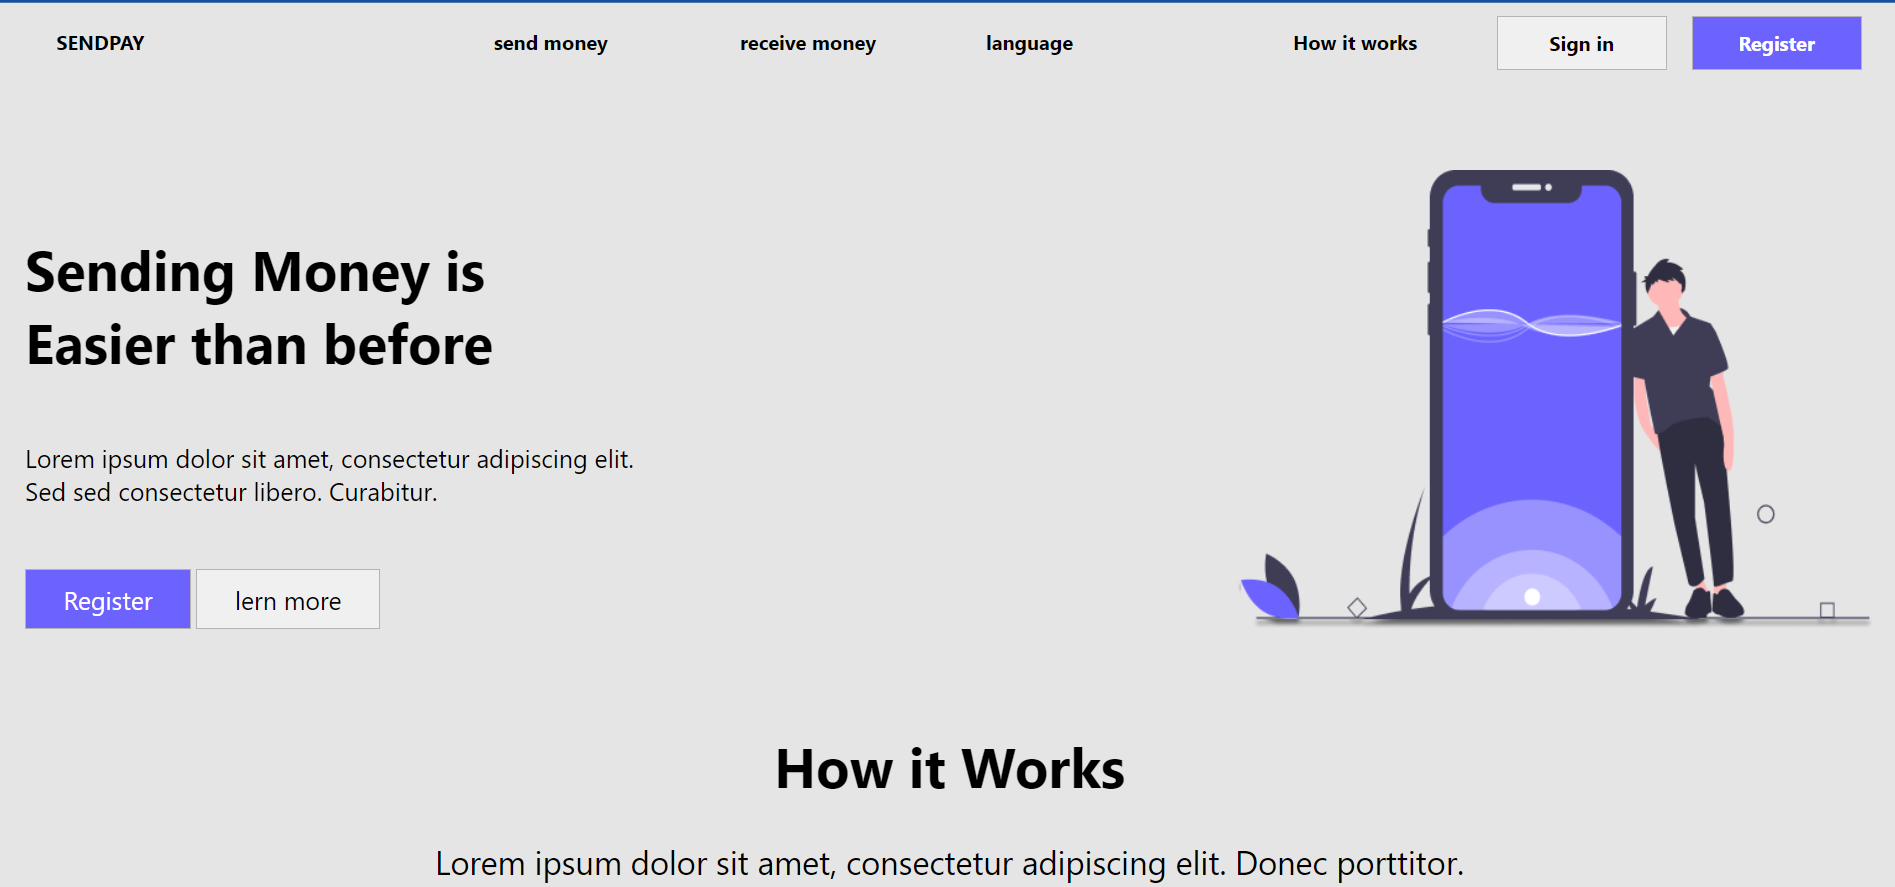 SENDPAY send money receive money language How it works Sign in Register
Sending Money is
Easier than before
Lorem ipsum dolor sit amet, consectetur adipiscing elit.
Sed sed consectetur libero. Curabitur.
Register lern more
How it Works
Lorem ipsum dolor sit amet, consectetur adipiscing elit. Donec porttitor.